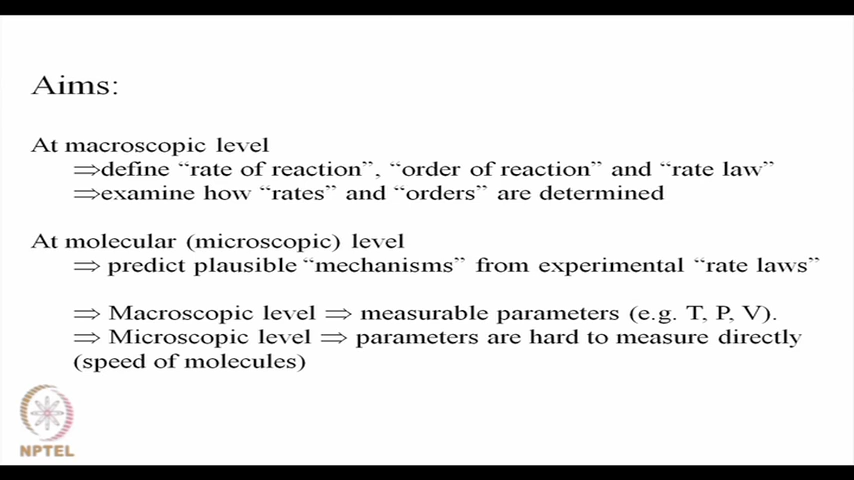 Aims:
At macroscopic level
⇒define “rate of reaction”, “order of reaction” and “rate law”
⇒examine how “rates” and “orders” are determined
At molecular (microscopic) level
⇒ predict plausible “mechanisms” from experimental “rate laws”
⇒ Macroscopic level ⇒ measurable parameters (e.g. T, P, V).
⇒ Microscopic level ⇒ parameters are hard to measure directly
(speed of molecules)
NPTEL